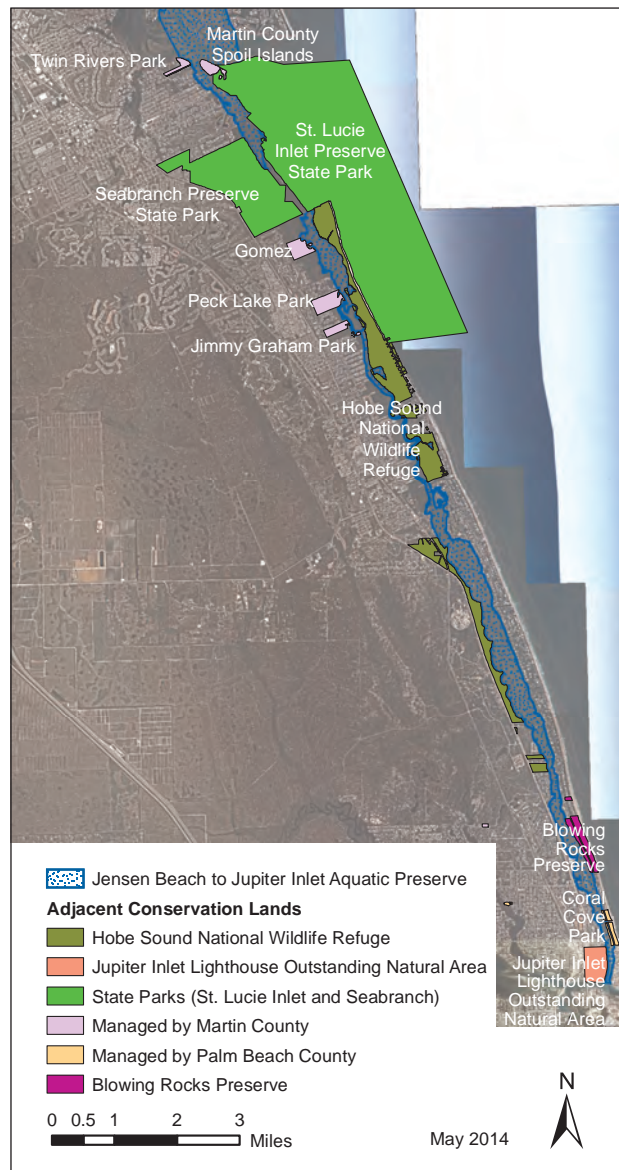 Martin County
Spoil Islands
Twin Rivers Park
St. Lucie
Inlet Preserve
State Park
Seabranch Preserve
State Park
Gomez
Peck Lake Park
Jimmy Graham Park
Hobe Sound
National
Wildlife
Refuge
Blowing
Rocks
Preserve
Coral
Cove
Park
Jupiter Inlet
Lighthouse
Outstanding
Natural Area
Jensen Beach to Jupiter Inlet Aquatic Preserve
Adjacent Conservation Lands
Hobe Sound National Wildlife Refuge
Jupiter Inlet Lighthouse Outstanding Natural Area
State Parks (St. Lucie Inlet and Seabranch)
Managed by Martin County
Managed by Palm Beach County
Blowing Rocks Preserve
0 0.5 1 2 3
Miles
May 2014
N